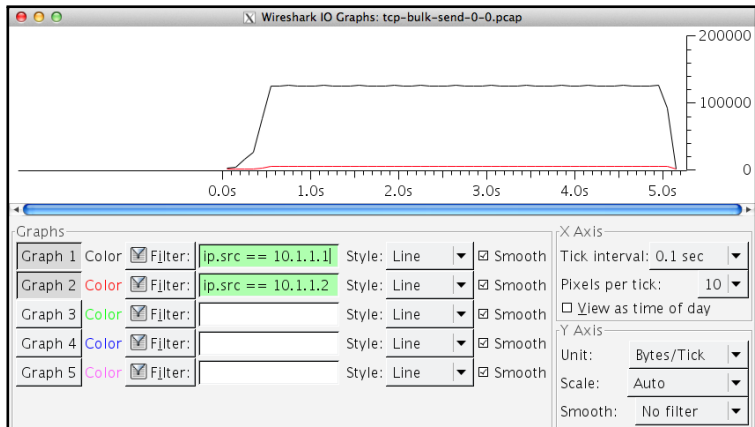 Wireshark IO Graphs: tcp-bulk-send-0-0.pcap
200000
100000
0
0.0s 1.0s 2.0s 3.0s 4.0s 5.0s
Graphs
Graph 1 Color Filter: ip.src == 10.1.1.1 Style: Line Smooth
Graph 2 Color Filter: ip.src == 10.1.1.2 Style: Line Smooth
Graph 3 Color Filter: Style: Line Smooth
Graph 4 Color Filter: Style: Line Smooth
Graph 5 Color Filter: Style: Line Smooth
X Axis
Tick interval: 0.1 sec
Pixels per tick: 10
View as time of day
Y Axis
Unit: Bytes/Tick
Scale: Auto
Smooth: No filter